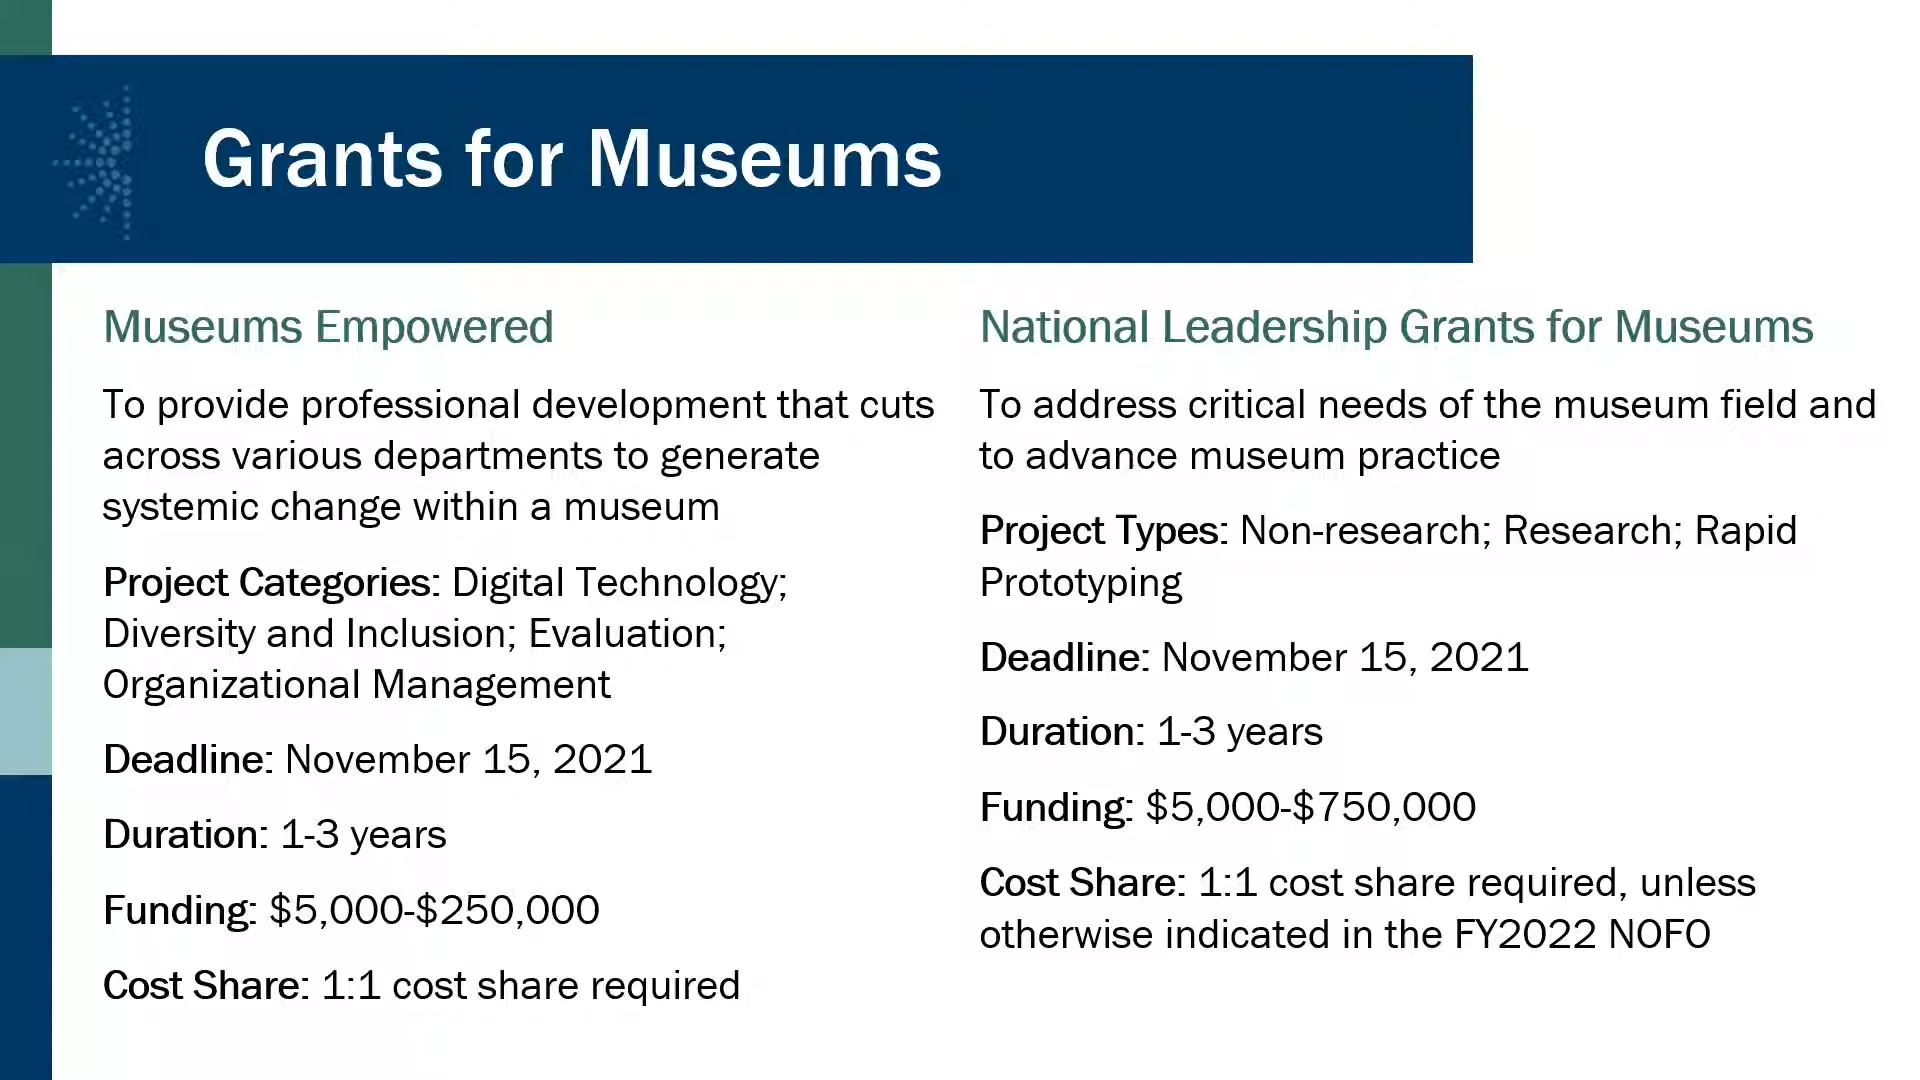 Grants for Museums
Museums Empowered
To provide professional development that cuts
across various departments to generate
systemic change within a museum
Project Categories: Digital Technology;
Diversity and Inclusion; Evaluation;
Organizational Management
Deadline: November 15, 2021
Duration: 1-3 years
Funding: $5,000-$250,000
Cost Share: 1:1 cost share required
National Leadership Grants for Museums
To address critical needs of the museum field and
to advance museum practice
Project Types: Non-research; Research; Rapid
Prototyping
Deadline: November 15, 2021
Duration: 1-3 years
Funding: $5,000-$750,000
Cost Share: 1:1 cost share required, unless
otherwise indicated in the FY2022 NOFO